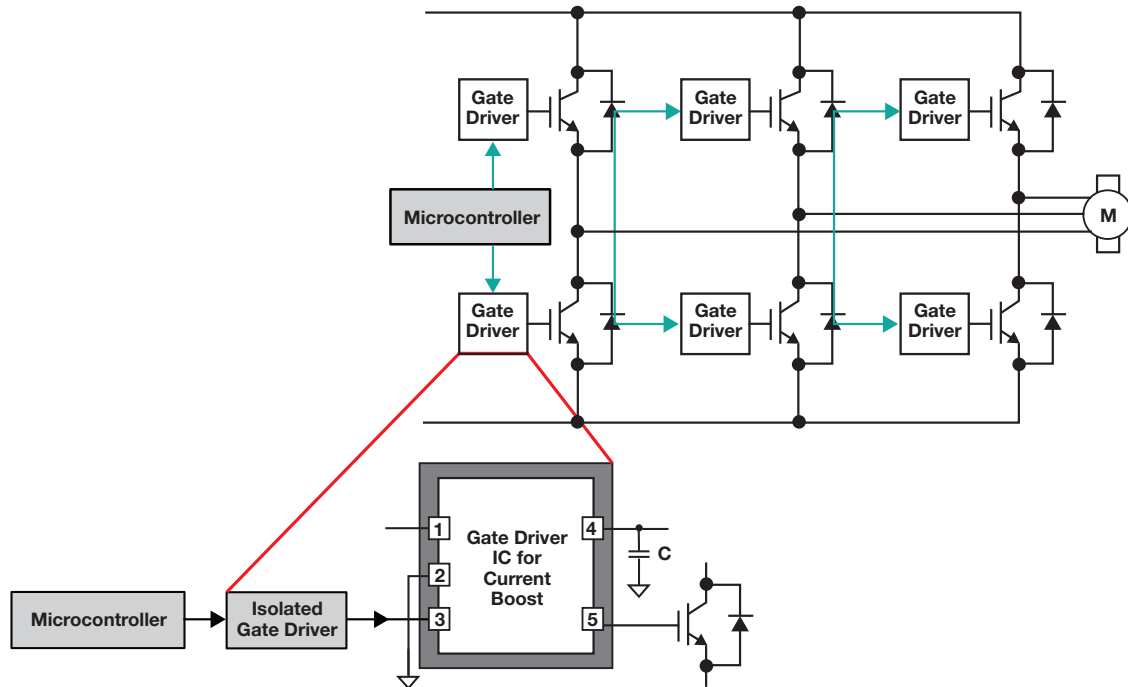 Gate
Driver
Gate
Driver
Gate
Driver
Microcontroller
M
Gate
Driver
Gate
Driver
Gate
Driver
1
2
3
Gate Driver
IC for
Current
Boost
4
5
C
Microcontroller
Isolated
Gate Driver